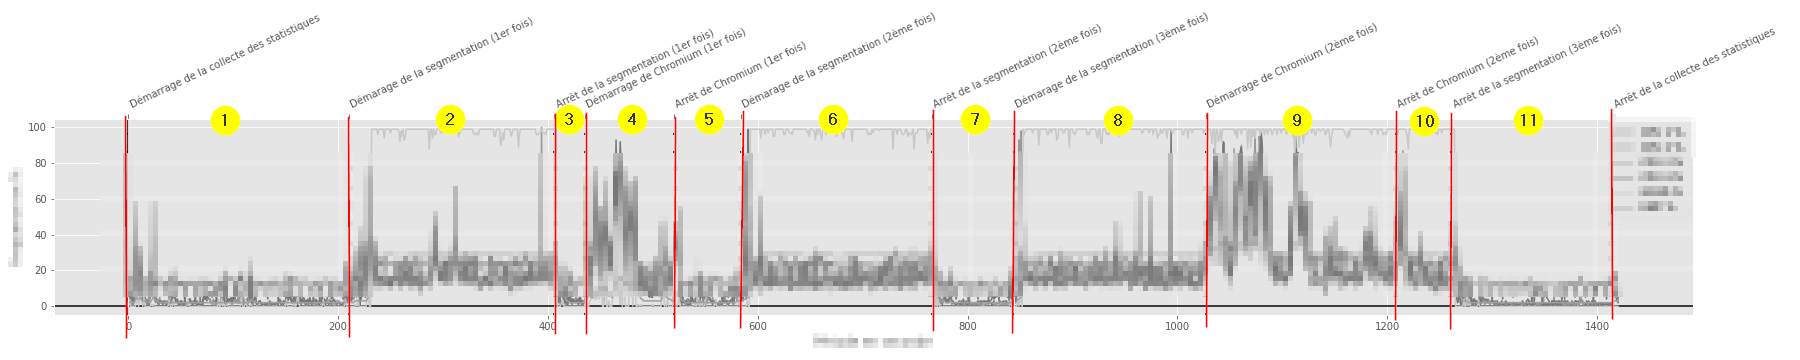 Démarrage de la collecte des statistiques
Démarage de la segmentation (1er fois)
Arrêt de la segmentation (1er fois)
Démarrage de Chromium (1er fois)
Arrêt de Chromium (1er fois)
Démarage de la segmentation (2ème fois)
Arrêt de la segmentation (2ème fois)
Démarage de la segmentation (3ème fois)
Démarrage de Chromium (2ème fois)
Arrêt de Chromium (2ème fois)
Arrêt de la segmentation (3ème fois)
Arrêt de la collecte des statistiques
1 2 3 4 5 6 7 8 9 10 11
100
80
60
40
20
0
0 200 400 600 800 1000 1200 1400